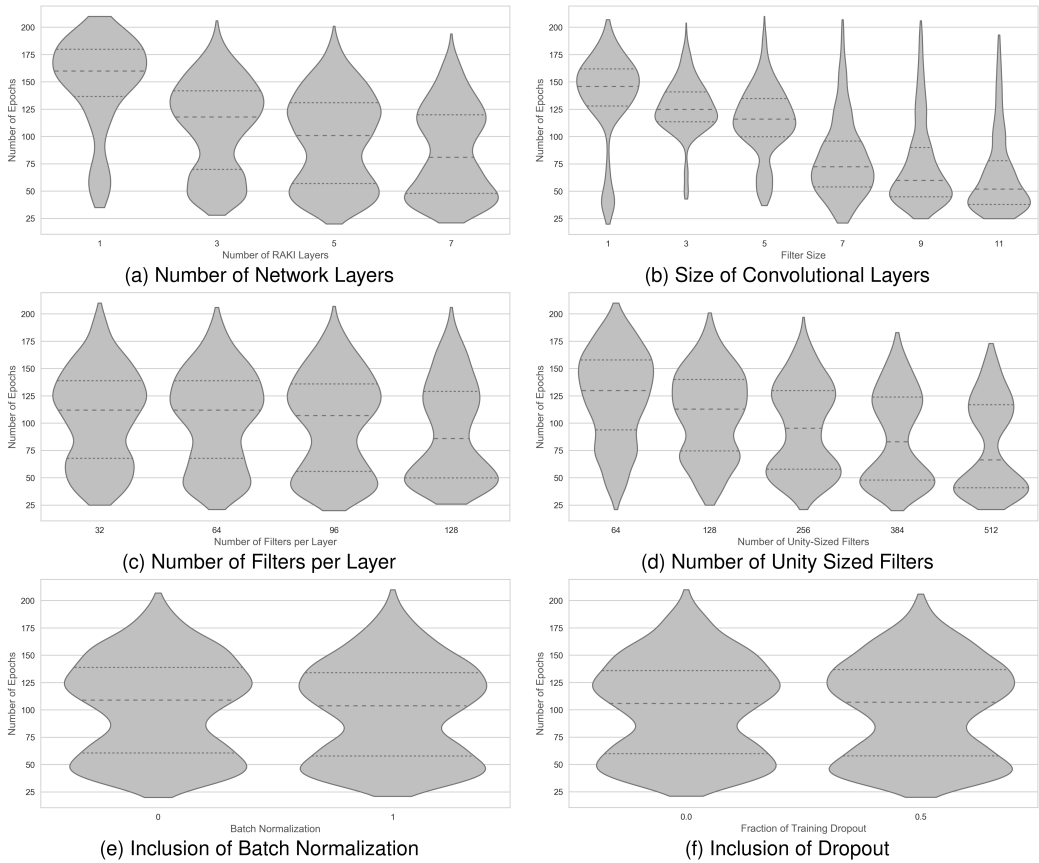 200
175
150
125
100
75
50
25
Number of Epochs
1 3 5 7
Number of RAKI Layers
(a) Number of Network Layers
200
175
150
125
100
75
50
25
Number of Epochs
1 3 5 7 9 11
Filter Size
(b) Size of Convolutional Layers
200
175
150
125
100
75
50
25
Number of Epochs
32 64 96 128
Number of Filters per Layer
(c) Number of Filters per Layer
200
175
150
125
100
75
50
25
Number of Epochs
64 128 256 384 512
Number of Unity-Sized Filters
(d) Number of Unity Sized Filters
200
175
150
125
100
75
50
25
Number of Epochs
0 1
Batch Normalization
(e) Inclusion of Batch Normalization
200
175
150
125
100
75
50
25
Number of Epochs
0.0 0.5
Fraction of Training Dropout
(f) Inclusion of Dropout